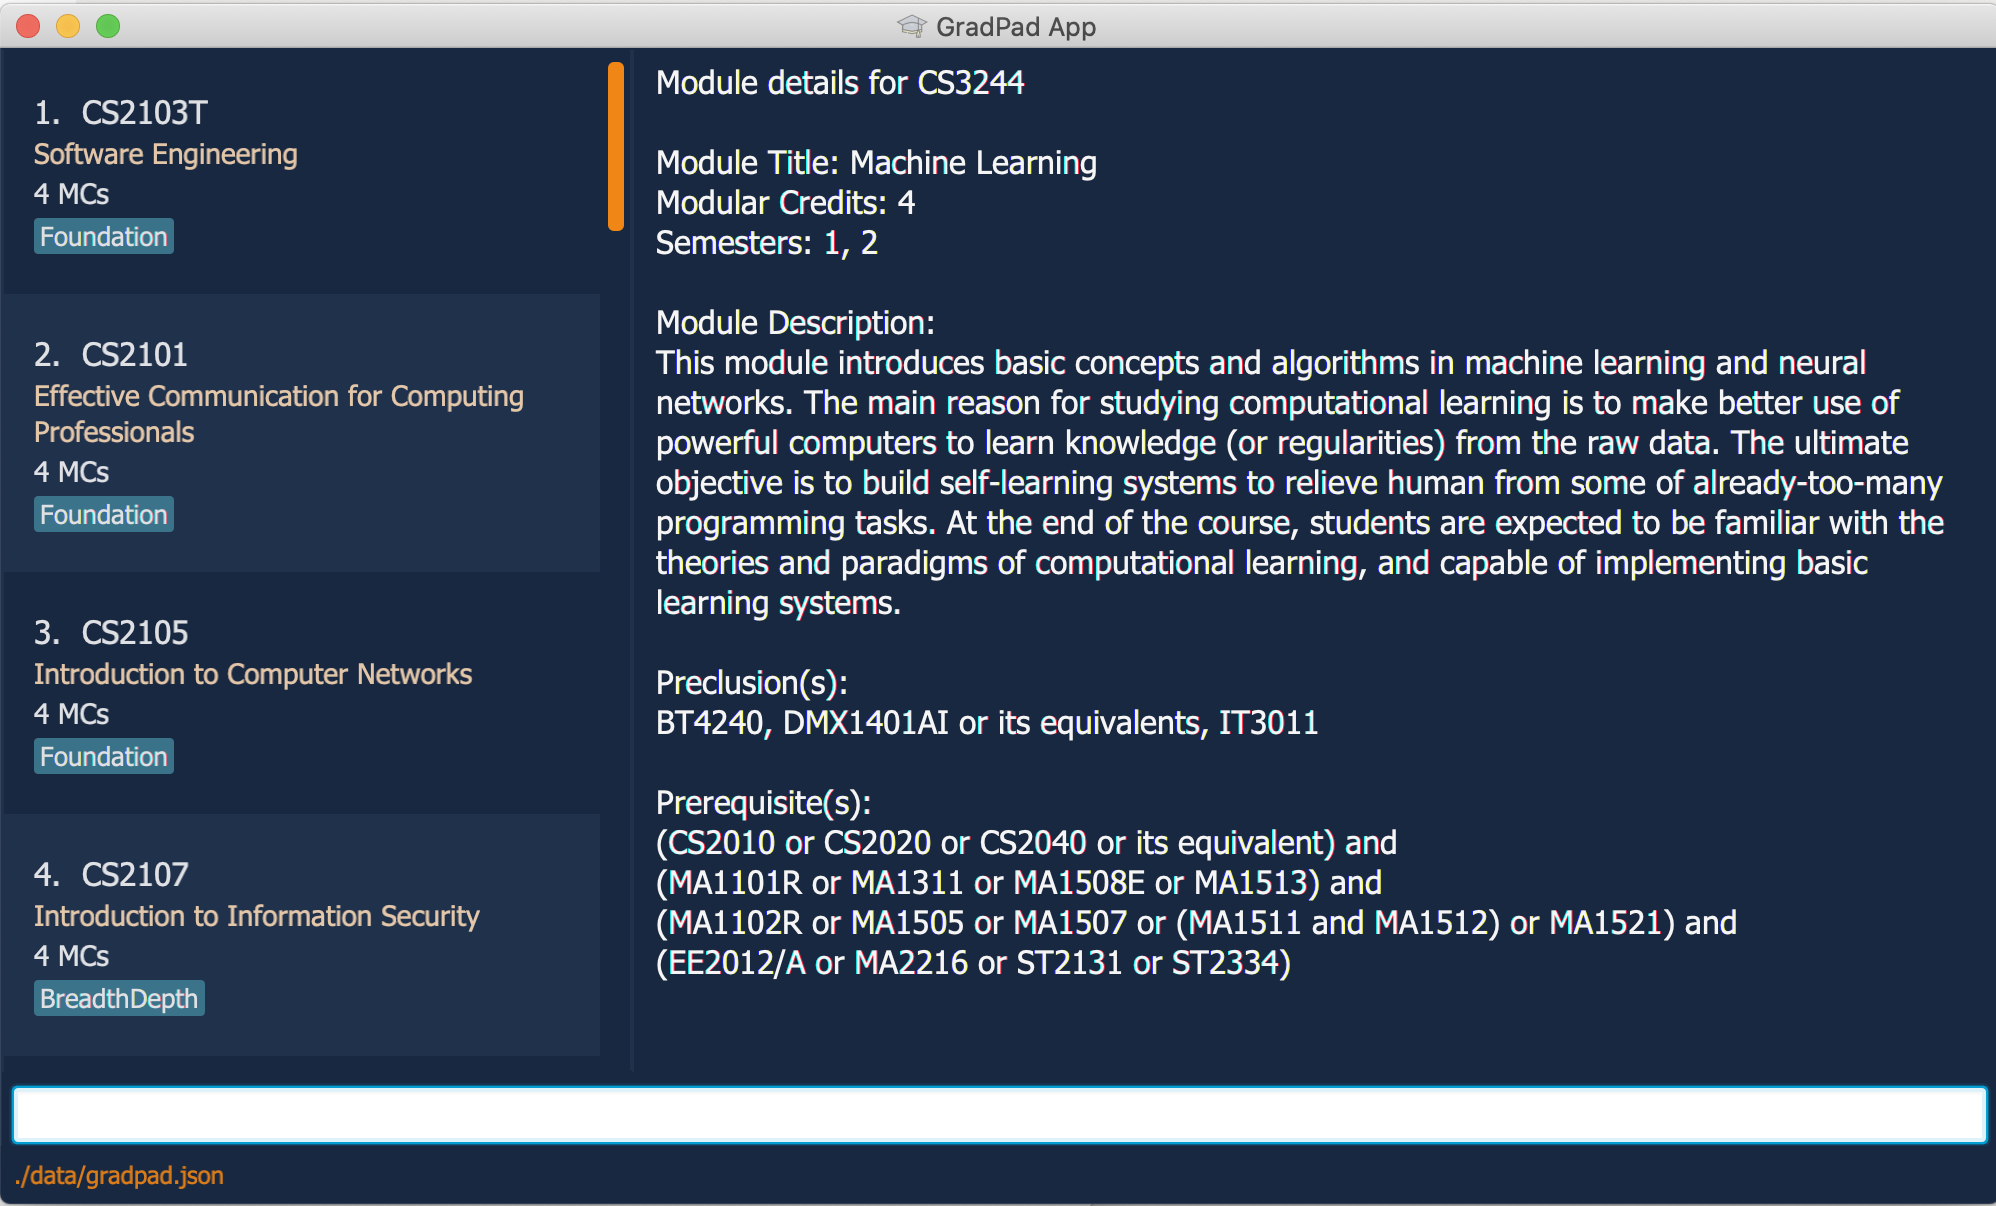 GradPad App
1. CS2103T
Software Engineering
4 MCs
Foundation
2. CS2101
Effective Communication for Computing
Professionals
4 MCs
Foundation
3. CS2105
Introduction to Computer Networks
4 MCs
Foundation
4. CS2107
Introduction to Information Security
4 MCs
BreadthDepth
Module details for CS3244
Module Title: Machine Learning
Modular Credits: 4
Semesters: 1, 2
Module Description:
This module introduces basic concepts and algorithms in machine learning and neural
networks. The main reason for studying computational learning is to make better use of
powerful computers to learn knowledge (or regularities) from the raw data. The ultimate
objective is to build self-learning systems to relieve human from some of already-too-many
programming tasks. At the end of the course, students are expected to be familiar with the
theories and paradigms of computational learning, and capable of implementing basic
learning systems.
Preclusion(s):
BT4240, DMX1401AI or its equivalents, IT3011
Prerequisite(s):
(CS2010 or CS2020 or CS2040 or its equivalent) and
(MA1101R or MA1311 or MA1508E or MA1513) and
(MA1102R or MA1505 or MA1507 or (MA1511 and MA1512) or MA1521) and
(EE2012/A or MA2216 or ST2131 or ST2334)
./data/gradpad.json